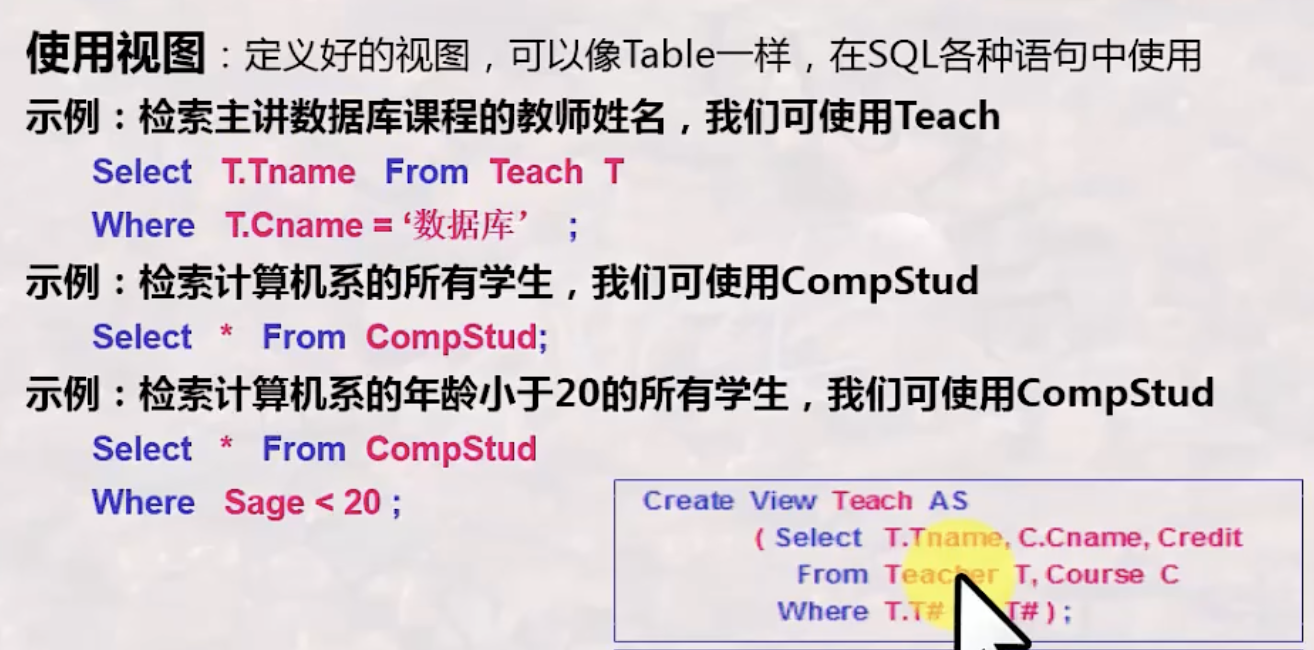 使用视图：定义好的视图，可以像Table一样，在SQL各种语句中使用
示例：检索主讲数据库课程的教师姓名，我们可使用Teach
Select T.Tname From Teach T
Where T.Cname = ‘数据库’ ;
示例：检索计算机系的所有学生，我们可使用CompStud
Select * From CompStud;
示例：检索计算机系的年龄小于20的所有学生，我们可使用CompStud
Select * From CompStud
Where Sage < 20 ;
Create View Teach AS
( Select T.Tname, C.Cname, Credit
From Teacher T, Course C
Where T.T# T# ) ;